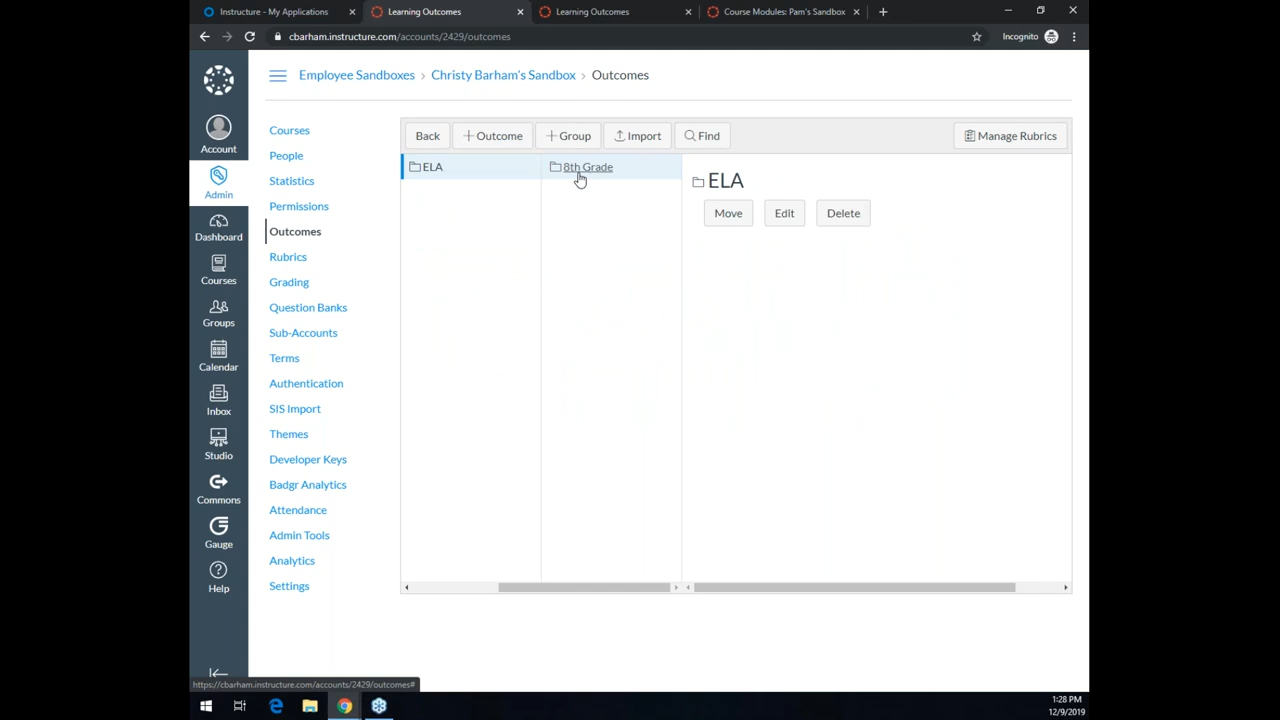 Instructure - My Applications
Learning Outcomes
Learning Outcomes
Course Modules: Pam's Sandbox
cbarham.instructure.com/accounts/2429/outcomes
Incognito
Employee Sandboxes › Christy Barham's Sandbox › Outcomes
Account
Admin
Dashboard
Courses
Groups
Calendar
Inbox
Studio
Commons
Gauge
Help
Courses
People
Statistics
Permissions
Outcomes
Rubrics
Grading
Question Banks
Sub-Accounts
Terms
Authentication
SIS Import
Themes
Developer Keys
Badgr Analytics
Attendance
Admin Tools
Analytics
Settings
Back
+ Outcome
+ Group
Import
Find
Manage Rubrics
ELA
8th Grade
ELA
Move
Edit
Delete
https://cbarham.instructure.com/accounts/2429/outcomes#
1:28 PM
12/9/2019